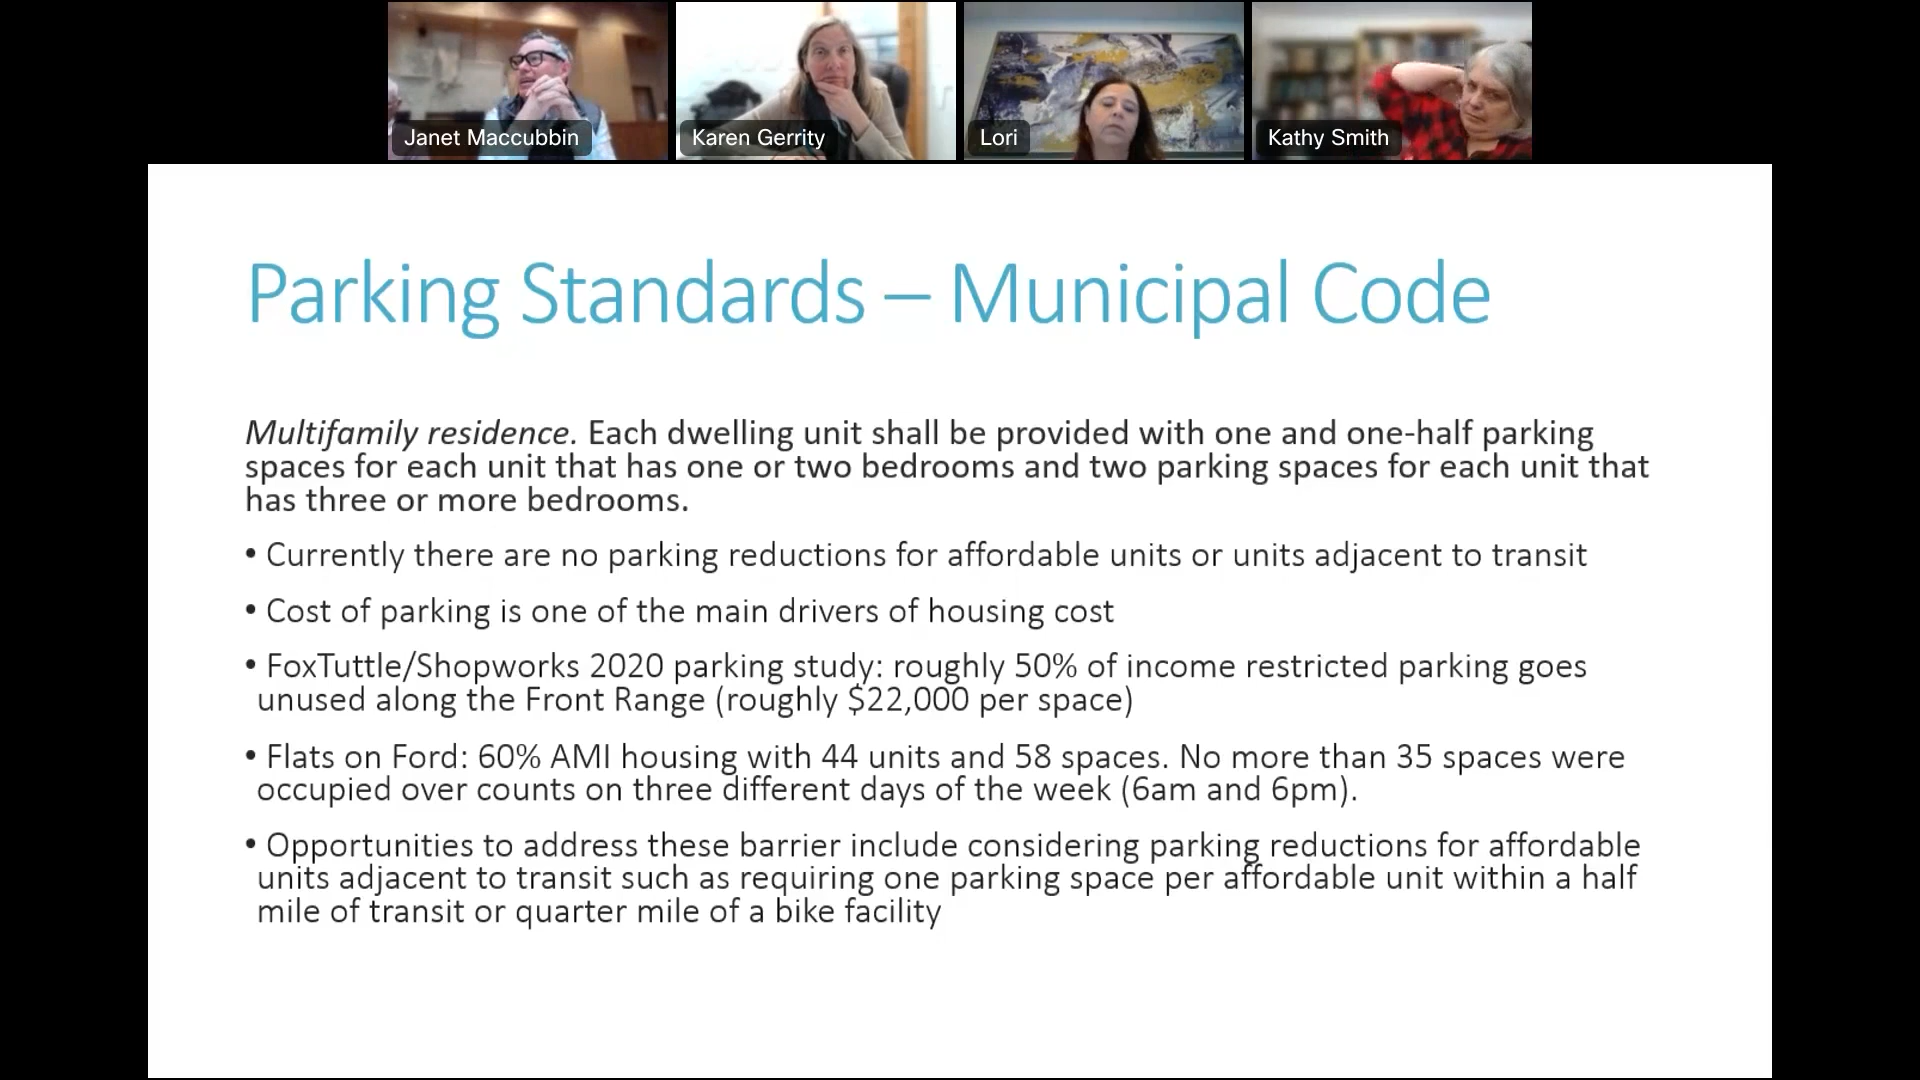 Janet Maccubbin
Karen Gerrity
Lori
Kathy Smith
Parking Standards – Municipal Code
Multifamily residence. Each dwelling unit shall be provided with one and one-half parking
spaces for each unit that has one or two bedrooms and two parking spaces for each unit that
has three or more bedrooms.
• Currently there are no parking reductions for affordable units or units adjacent to transit
• Cost of parking is one of the main drivers of housing cost
• FoxTuttle/Shopworks 2020 parking study: roughly 50% of income restricted parking goes
unused along the Front Range (roughly $22,000 per space)
• Flats on Ford: 60% AMI housing with 44 units and 58 spaces. No more than 35 spaces were
occupied over counts on three different days of the week (6am and 6pm).
• Opportunities to address these barrier include considering parking reductions for affordable
units adjacent to transit such as requiring one parking space per affordable unit within a half
mile of transit or quarter mile of a bike facility